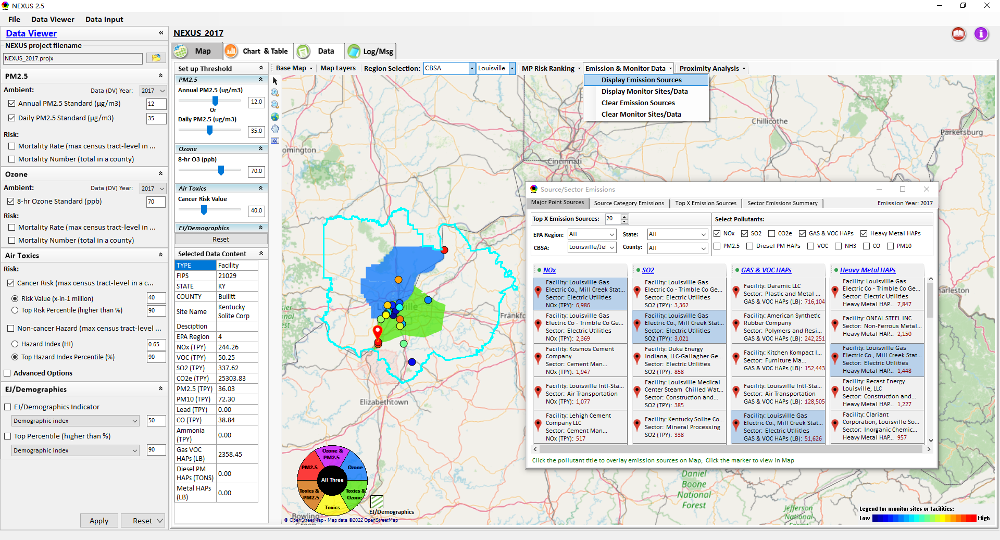 NEXUS 2.5
File Data Viewer Data Input
Data Viewer «
NEXUS project filename
NEXUS_2017.projx
PM2.5
Ambient: Data (DV) Year: 2017
Annual PM2.5 Standard (μg/m3) 12
Daily PM2.5 Standard (μg/m3) 35
Risk:
Mortality Rate (max census tract-level in ...
Mortality Number (total in a county)
Ozone
Ambient: Data (DV) Year: 2017
8-hr Ozone Standard (ppb) 70
Risk:
Mortality Rate (max census tract-level in ...
Mortality Number (total in a county)
Air Toxics
Risk:
Cancer Risk (max census tract-level in a c...
Risk Value (x-in-1 million) 40
Top Risk Percentile (higher than %) 90
Non-cancer Hazard (max census tract-level ...
Hazard Index (HI) 0.65
Top Hazard Index Percentile (%) 90
Advanced Options
EJ/Demographics
EJ/Demographics Indicator
Demographic index 50
Top Percentile (higher than %)
Demographic index 90
Apply Reset
NEXUS_2017
Map Chart & Table Data Log/Msg
Base Map Map Layers Region Selection: CBSA Louisville MP Risk Ranking Emission & Monitor Data Proximity Analysis
Display Emission Sources
Display Monitor Sites/Data
Clear Emission Sources
Clear Monitor Sites/Data
Set up Threshold
PM2.5
Annual PM2.5 (ug/m3)
12.0
Or
Daily PM2.5 (ug/m3)
35.0
Ozone
8-hr O3 (ppb)
70.0
Air Toxics
Cancer Risk Value
40.0
EJ/Demographics
Reset
Selected Data Content
TYPE Facility
FIPS 21029
STATE KY
COUNTY Bullitt
Site Name Kentucky Solite Corp
Desciption
EPA Region 4
NOx (TPY) 244.26
VOC (TPY) 50.25
SO2 (TPY) 337.62
CO2e (TPY) 25303.83
PM2.5 (TPY) 36.03
PM10 (TPY) 72.30
Lead (TPY) 0.00
CO (TPY) 38.84
Ammonia (TPY) 0.00
Gas VOC HAPs (LB) 2358.45
Diesel PM HAPs (TONS) 0.00
Metal HAPs (LB) 0.00
Chillicothe
Parkersburg
omington
Cincinnati
harleston
Frankfo
Elizabethtown
Bowling
Daniel
Boone
National
Forest
Jefferson
National
Forest
Ozone & PM2.5
PM2.5
Ozone
All Three
Toxics & PM2.5
Toxics & Ozone
Toxics
EJ/Demographics
© OpenStreetMap - Map data ©2022 OpenStreetMap
Legend for monitor sites or facilities:
Low High
Source/Sector Emissions
Major Point Sources Source Category Emissions Top X Emission Sources Sector Emissions Summary Emission Year: 2017
Top X Emission Sources: 20
EPA Region: All State: All
CBSA: Louisville/Jef County: All
Select Pollutants:
NOx SO2 CO2e GAS & VOC HAPs Heavy Metal HAPs
PM2.5 Diesel PM HAPs VOC NH3 CO PM10
NOx
Facility: Louisville Gas
Electric Co., Mill Creek Stat...
Sector: Electric Utilities
NOx (TPY): 6,986
Facility: Louisville Gas
Electric Co - Trimble Co Ge...
Sector: Electric Utilities
NOx (TPY): 2,369
Facility: Kosmos Cement
Company
Sector: Cement Man...
NOx (TPY): 1,947
Facility: Louisville Intl-Sta...
Sector: Air Transportation
NOx (TPY): 1,077
Facility: Lehigh Cement
Company LLC
Sector: Cement Man...
NOx (TPY): 517
SO2
Facility: Louisville Gas
Electric Co - Trimble Co Ge...
Sector: Electric Utilities
SO2 (TPY): 3,362
Facility: Louisville Gas
Electric Co., Mill Creek Stat...
Sector: Electric Utilities
SO2 (TPY): 3,021
Facility: Duke Energy
Indiana, LLC-Gallagher Ge...
Sector: Electric Utilities
SO2 (TPY): 858
Facility: Louisville Medical
Center Steam Chilled Wat...
Sector: Construction and...
SO2 (TPY): 385
Facility: Kentucky Solite Co...
Sector: Mineral Processing
SO2 (TPY): 338
GAS & VOC HAPs
Facility: Daramic LLC
Sector: Plastic and Metal ...
GAS & VOC HAPs (LB): 716,104
Facility: American Synthetic
Rubber Company
Sector: Polymers and Resi...
GAS & VOC HAPs (LB): 242,251
Facility: Kitchen Kompact I...
Sector: Furniture Ma...
GAS & VOC HAPs (LB): 152,443
Facility: Louisville Intl-Sta...
Sector: Air Transportation
GAS & VOC HAPs (LB): 128,505
Facility: Louisville Gas
Electric Co., Mill Creek Stat...
Sector: Electric Utilities
GAS & VOC HAPs (LB): 51,626
Heavy Metal HAPs
Facility: Louisville Gas
Electric Co - Trimble Co Ge...
Sector: Electric Utilities
Heavy Metal HAP... 7,847
Facility: ONEAL STEEL INC
Sector: Non-Ferrous Metal...
Heavy Metal HAP... 2,150
Facility: Louisville Gas
Electric Co., Mill Creek Stat...
Sector: Electric Utilities
Heavy Metal HAP... 1,448
Facility: Recast Energy
Louisville, LLC
Sector: Construction and...
Heavy Metal HAP... 1,227
Facility: Clariant
Corporation, Louisville So...
Sector: Inorganic Chemic...
Heavy Metal HAP... 957
Click the pollutant title to overlay emission sources on Map; Click the marker to view in Map